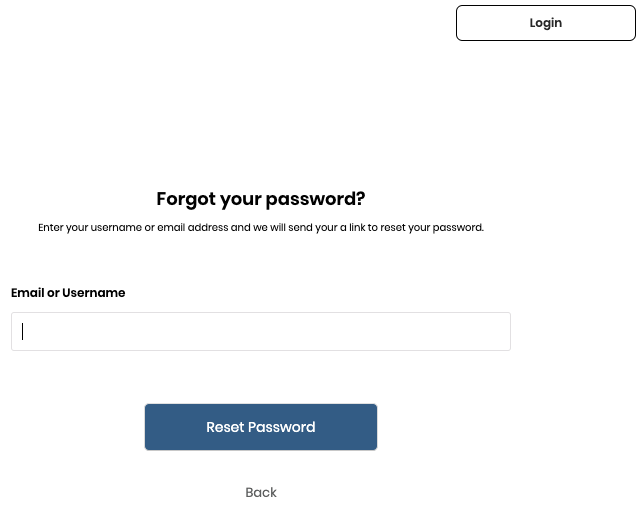 Login
Forgot your password?
Enter your username or email address and we will send your a link to reset your password.
Email or Username
Reset Password
Back